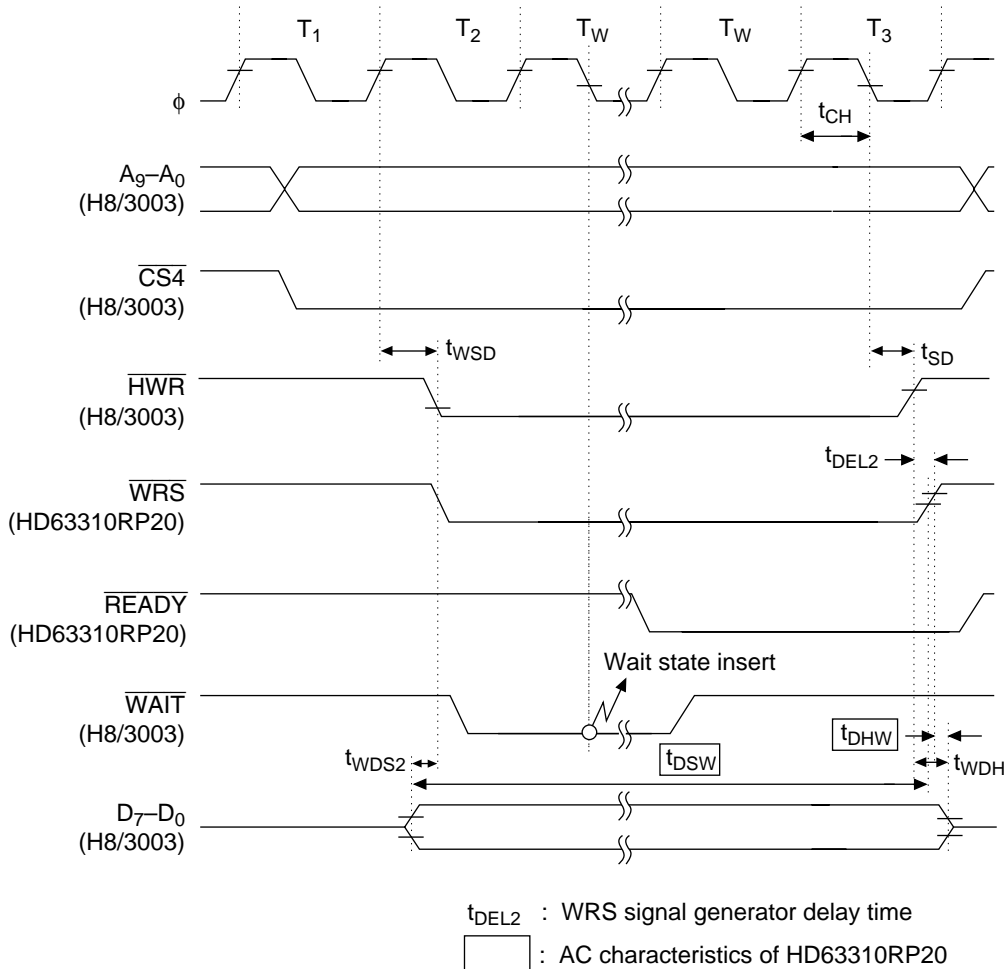 T1 T2 TW TW T3
ϕ
tCH
A9–A0
(H8/3003)
CS4
(H8/3003)
tWSD
tSD
HWR
(H8/3003)
tDEL2
WRS
(HD63310RP20)
READY
(HD63310RP20)
Wait state insert
WAIT
(H8/3003)
tDHW
tWDS2 tDSW tWDH
D7–D0
(H8/3003)
tDEL2 : WRS signal generator delay time
: AC characteristics of HD63310RP20